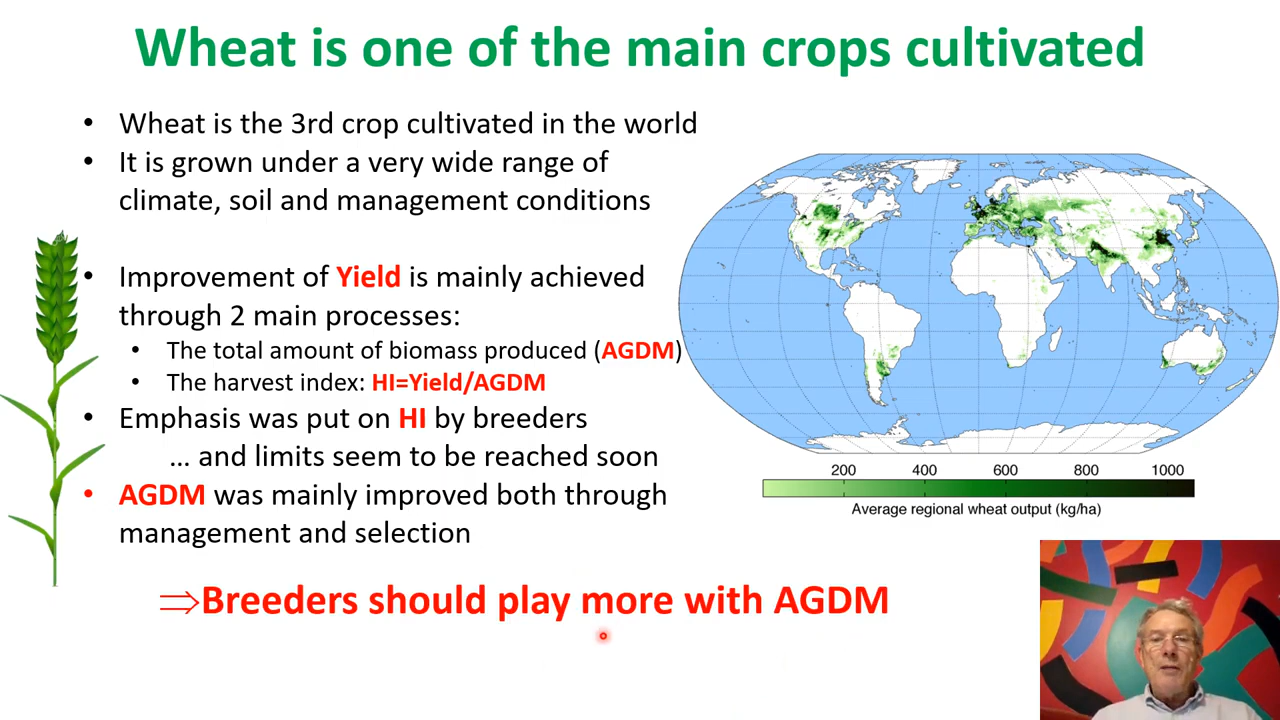 Wheat is one of the main crops cultivated
• Wheat is the 3rd crop cultivated in the world
• It is grown under a very wide range of
climate, soil and management conditions
• Improvement of Yield is mainly achieved
through 2 main processes:
• The total amount of biomass produced (AGDM)
• The harvest index: HI=Yield/AGDM
• Emphasis was put on HI by breeders
... and limits seem to be reached soon
• AGDM was mainly improved both through
management and selection
⇒Breeders should play more with AGDM
200 400 600 800 1000
Average regional wheat output (kg/ha)